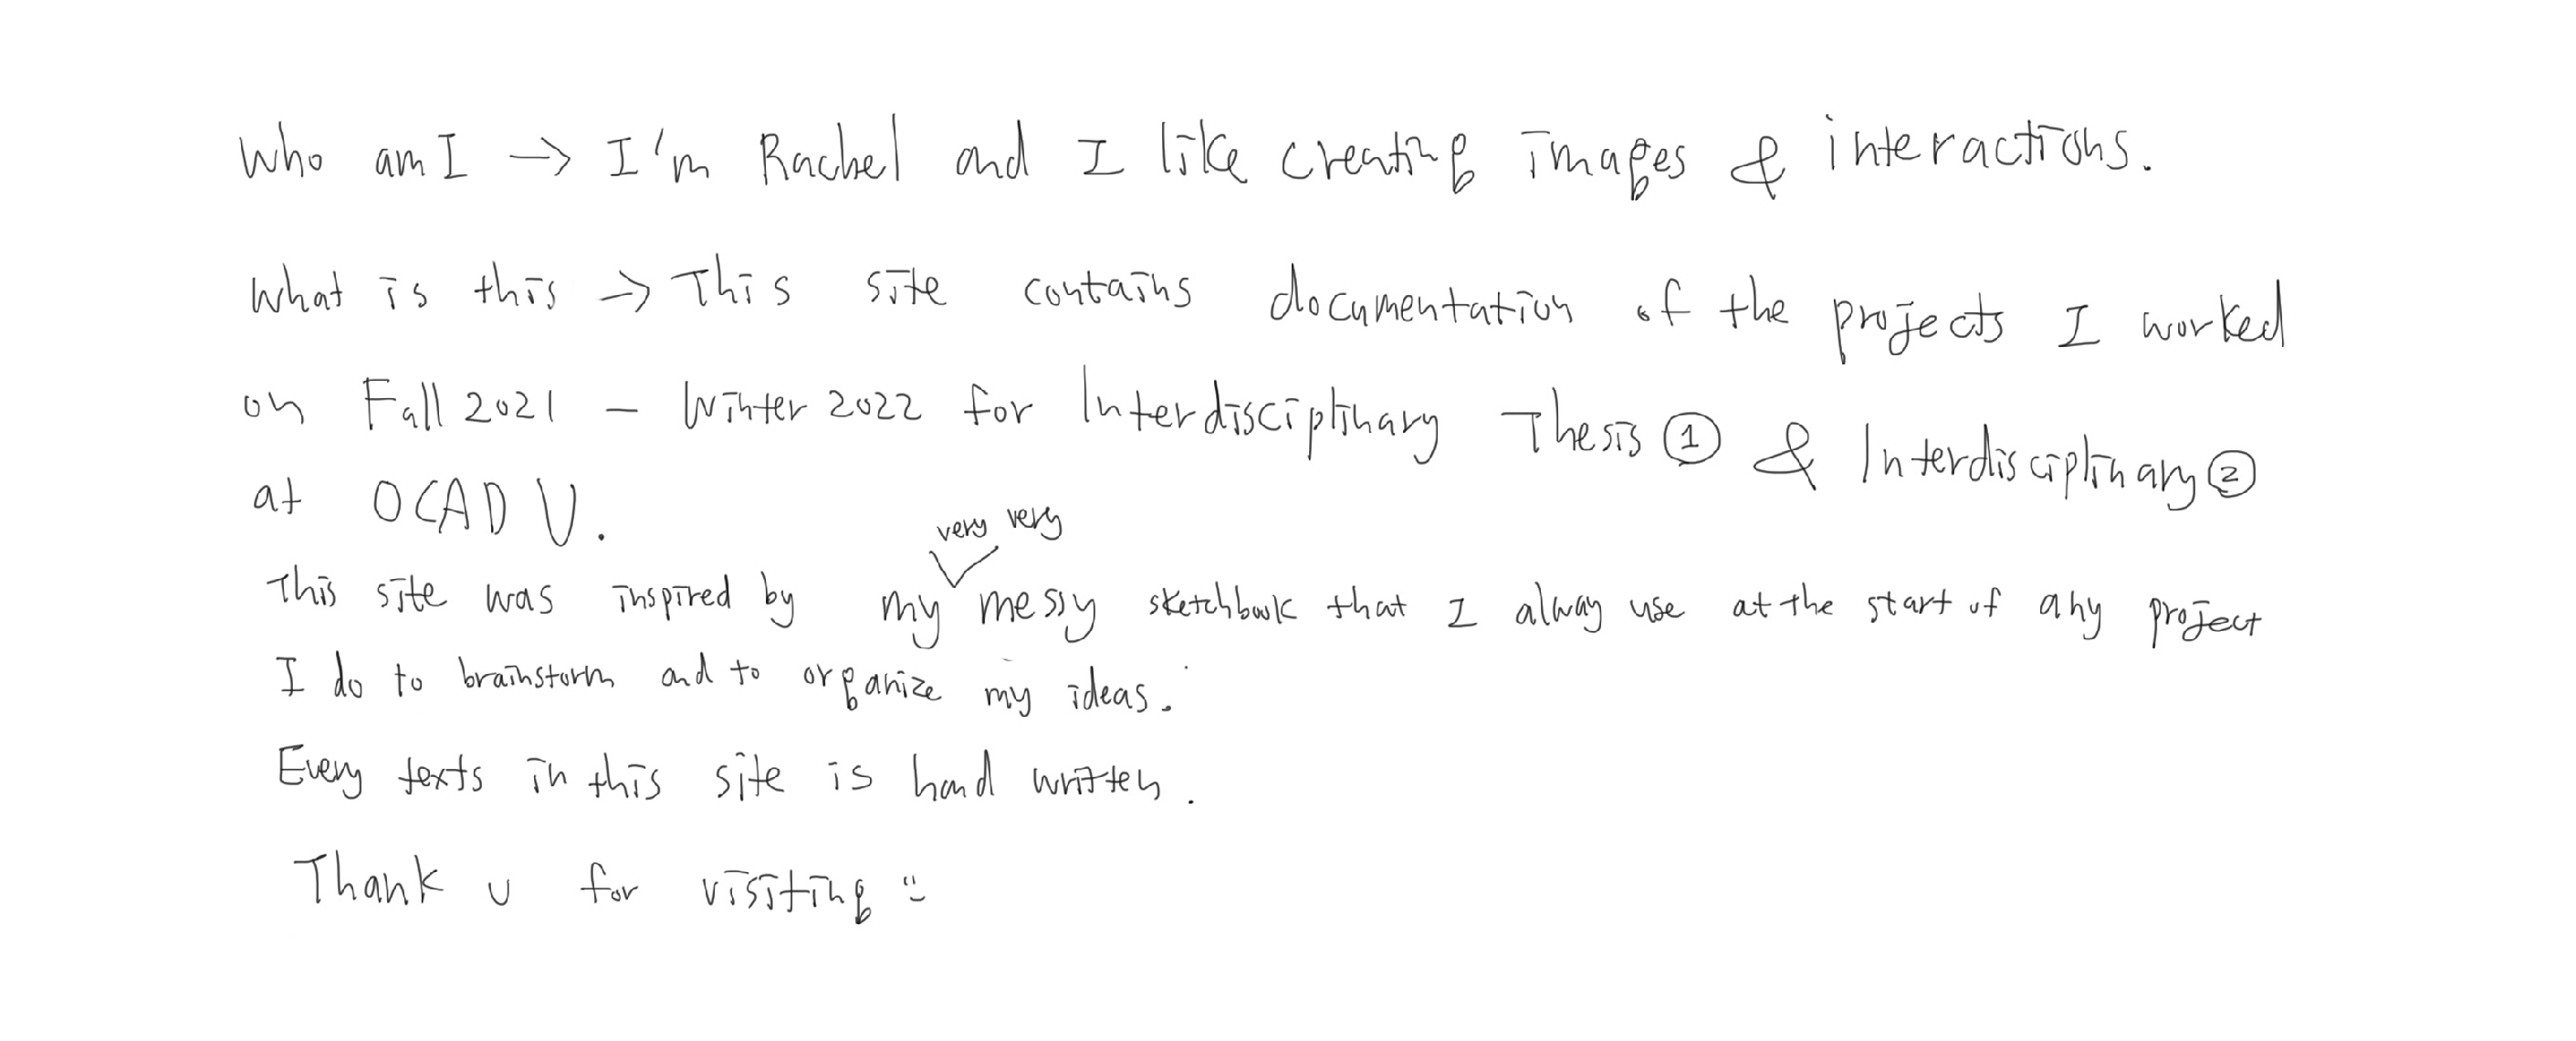 Who am I → I'm Rachel and I like creating images & interactions.
What is this → This site contains documentation of the projects I worked
on Fall 2021 – Winter 2022 for Interdisciplinary Thesis ① & Interdisciplinary ②
at OCAD U.
very very
This site was inspired by my messy sketchbook that I alway use at the start of any project
I do to brainstorm and to organize my ideas.
Every texts in this site is hand written.
Thank u for visiting ü